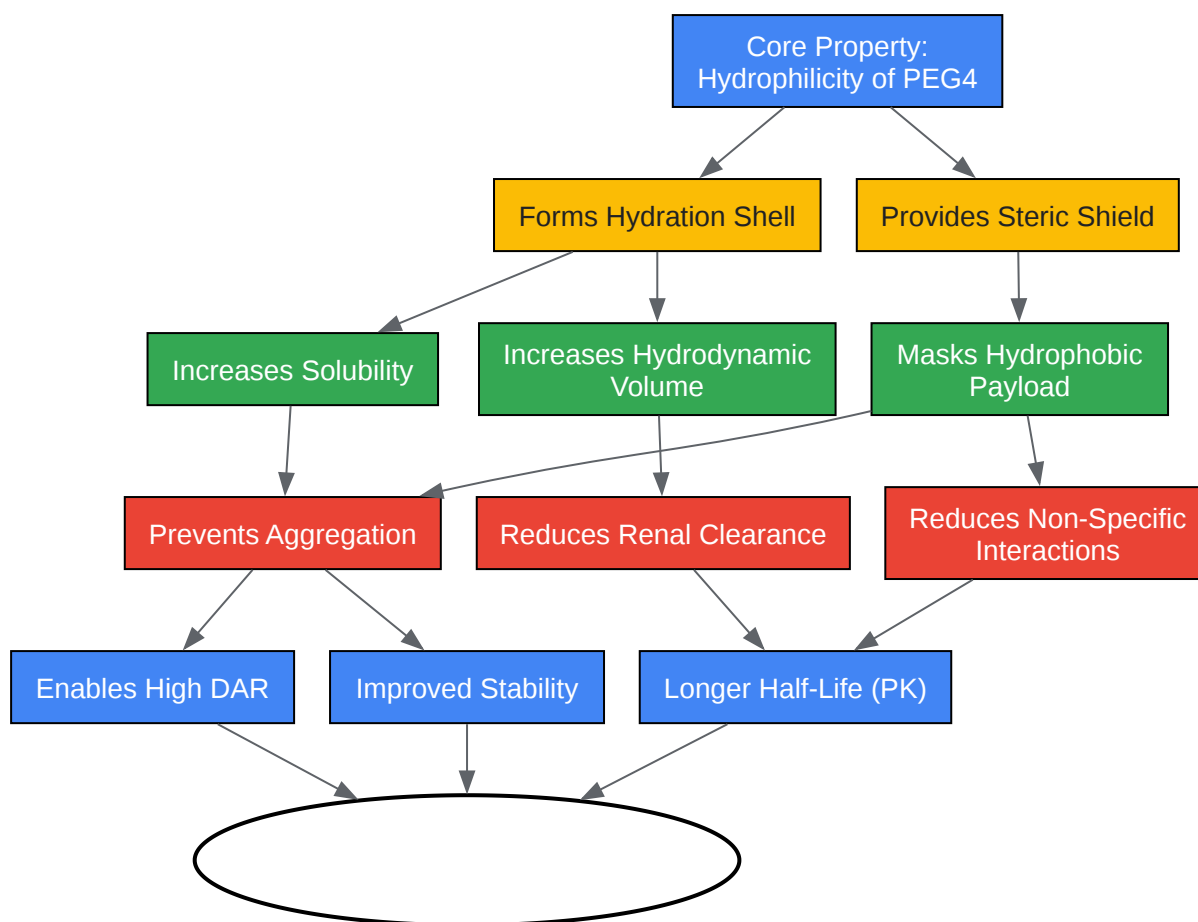 Core Property:
Hydrophilicity of PEG4
Forms Hydration Shell
Provides Steric Shield
Increases Solubility
Increases Hydrodynamic
Volume
Masks Hydrophobic
Payload
Prevents Aggregation
Reduces Renal Clearance
Reduces Non-Specific
Interactions
Enables High DAR
Improved Stability
Longer Half-Life (PK)